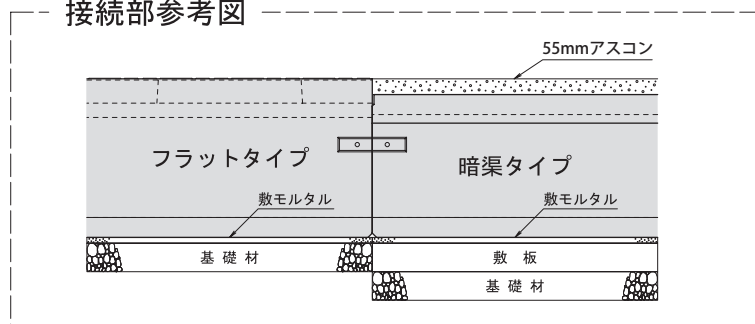 接続部参考図
55mmアスコン
フラットタイプ
暗渠タイプ
敷モルタル
敷モルタル
基礎材
敷板
基礎材